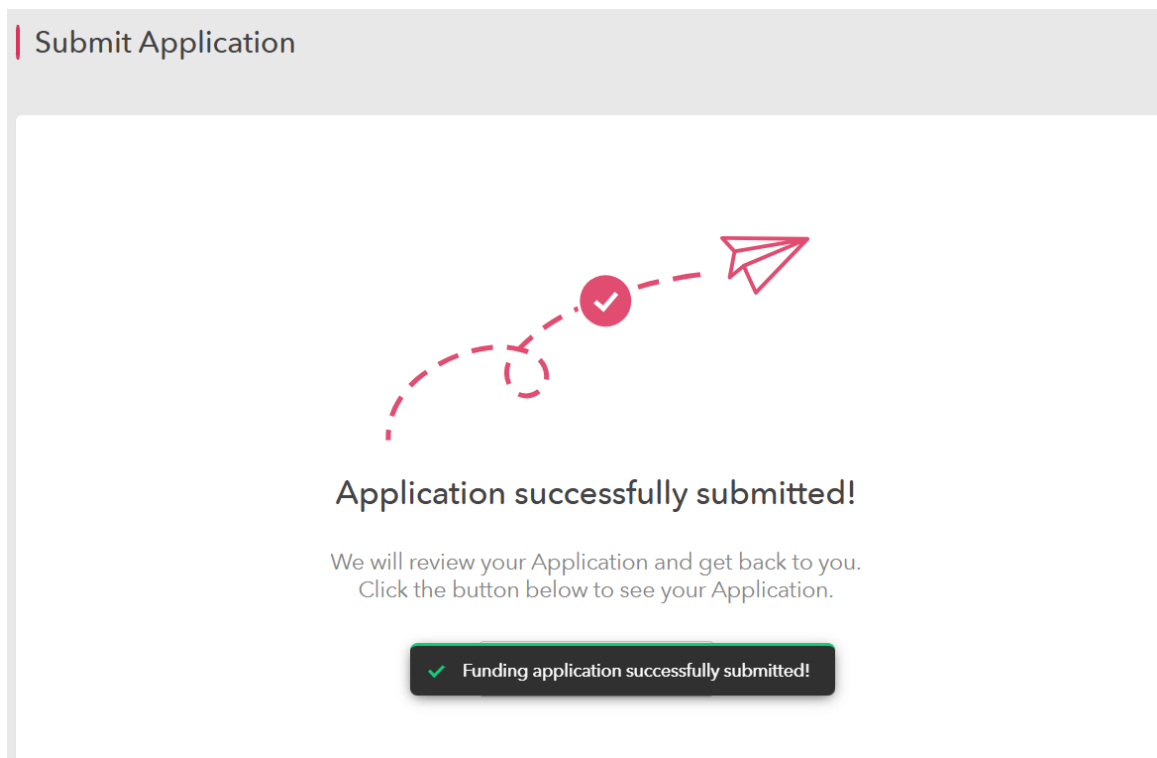 Submit Application
Application successfully submitted!
We will review your Application and get back to you.
Click the button below to see your Application.
Funding application successfully submitted!